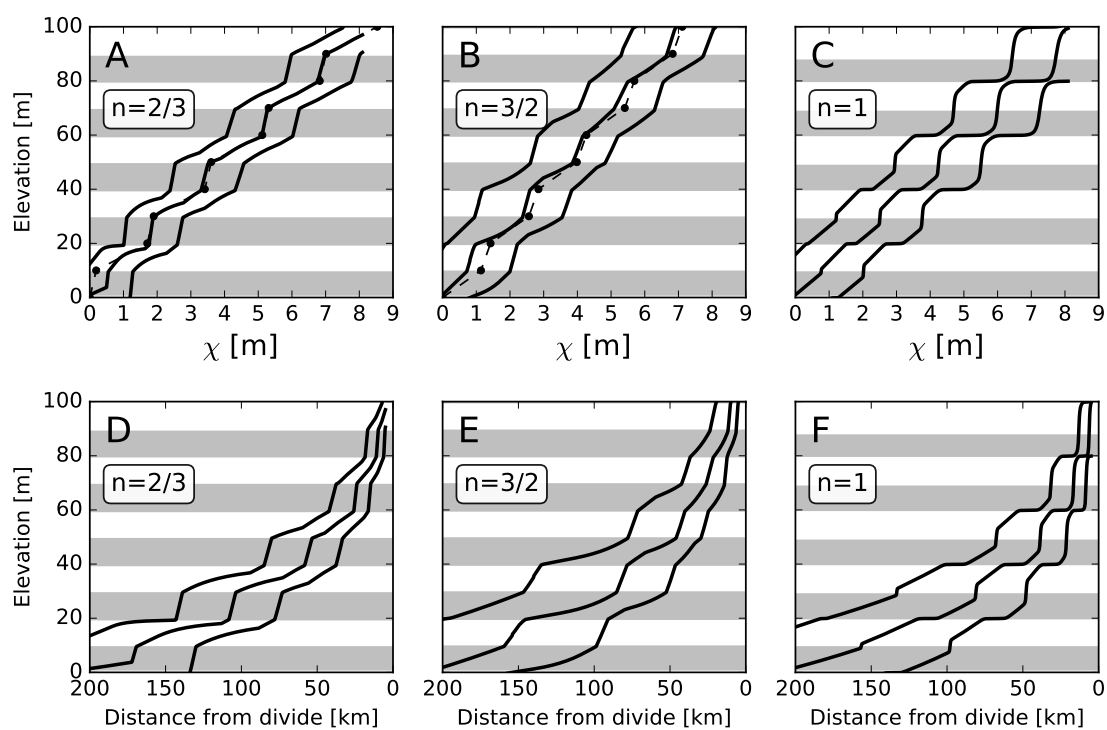 100
80
60
40
20
0
Elevation [m]
A
n=2/3
0 1 2 3 4 5 6 7 8 9
χ [m]
B
n=3/2
0 1 2 3 4 5 6 7 8 9
χ [m]
C
n=1
0 1 2 3 4 5 6 7 8 9
χ [m]
100
80
60
40
20
0
Elevation [m]
D
n=2/3
200 150 100 50 0
Distance from divide [km]
E
n=3/2
200 150 100 50 0
Distance from divide [km]
F
n=1
200 150 100 50 0
Distance from divide [km]